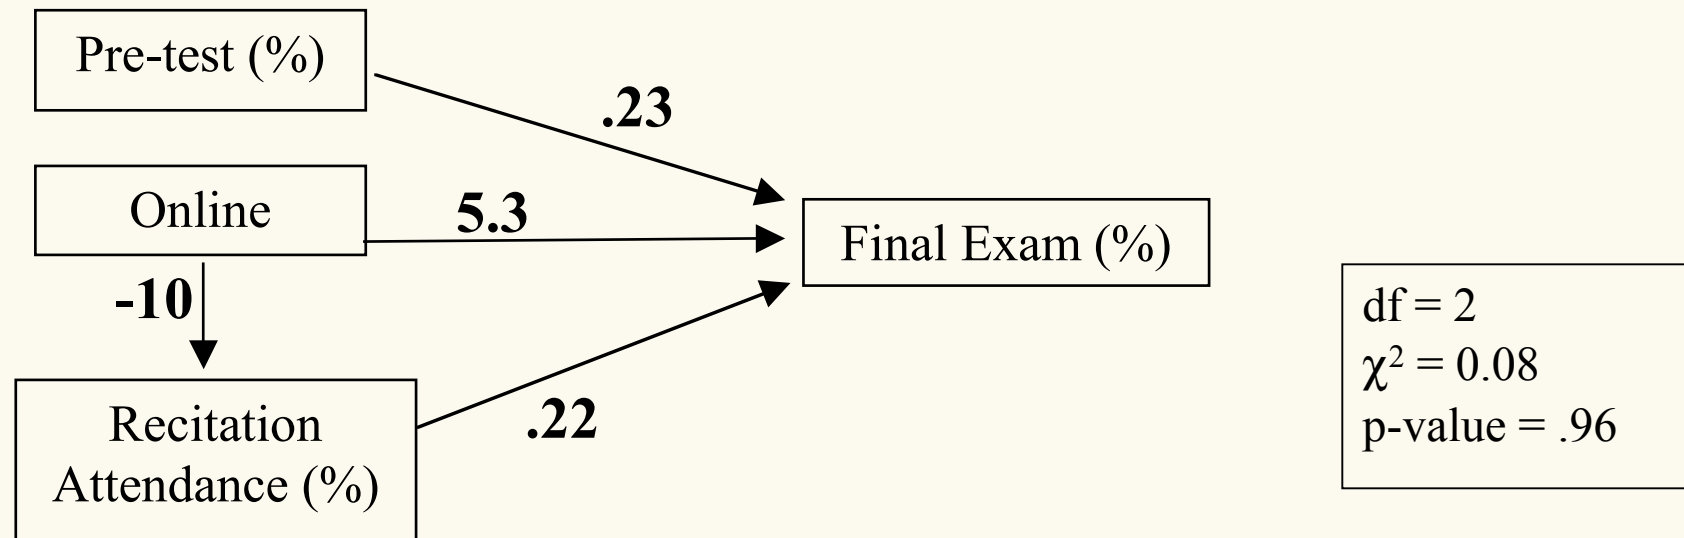 Pre-test (%)
.23
Online
5.3
Final Exam (%)
-10
Recitation
Attendance (%)
.22
df = 2
χ² = 0.08
p-value = .96